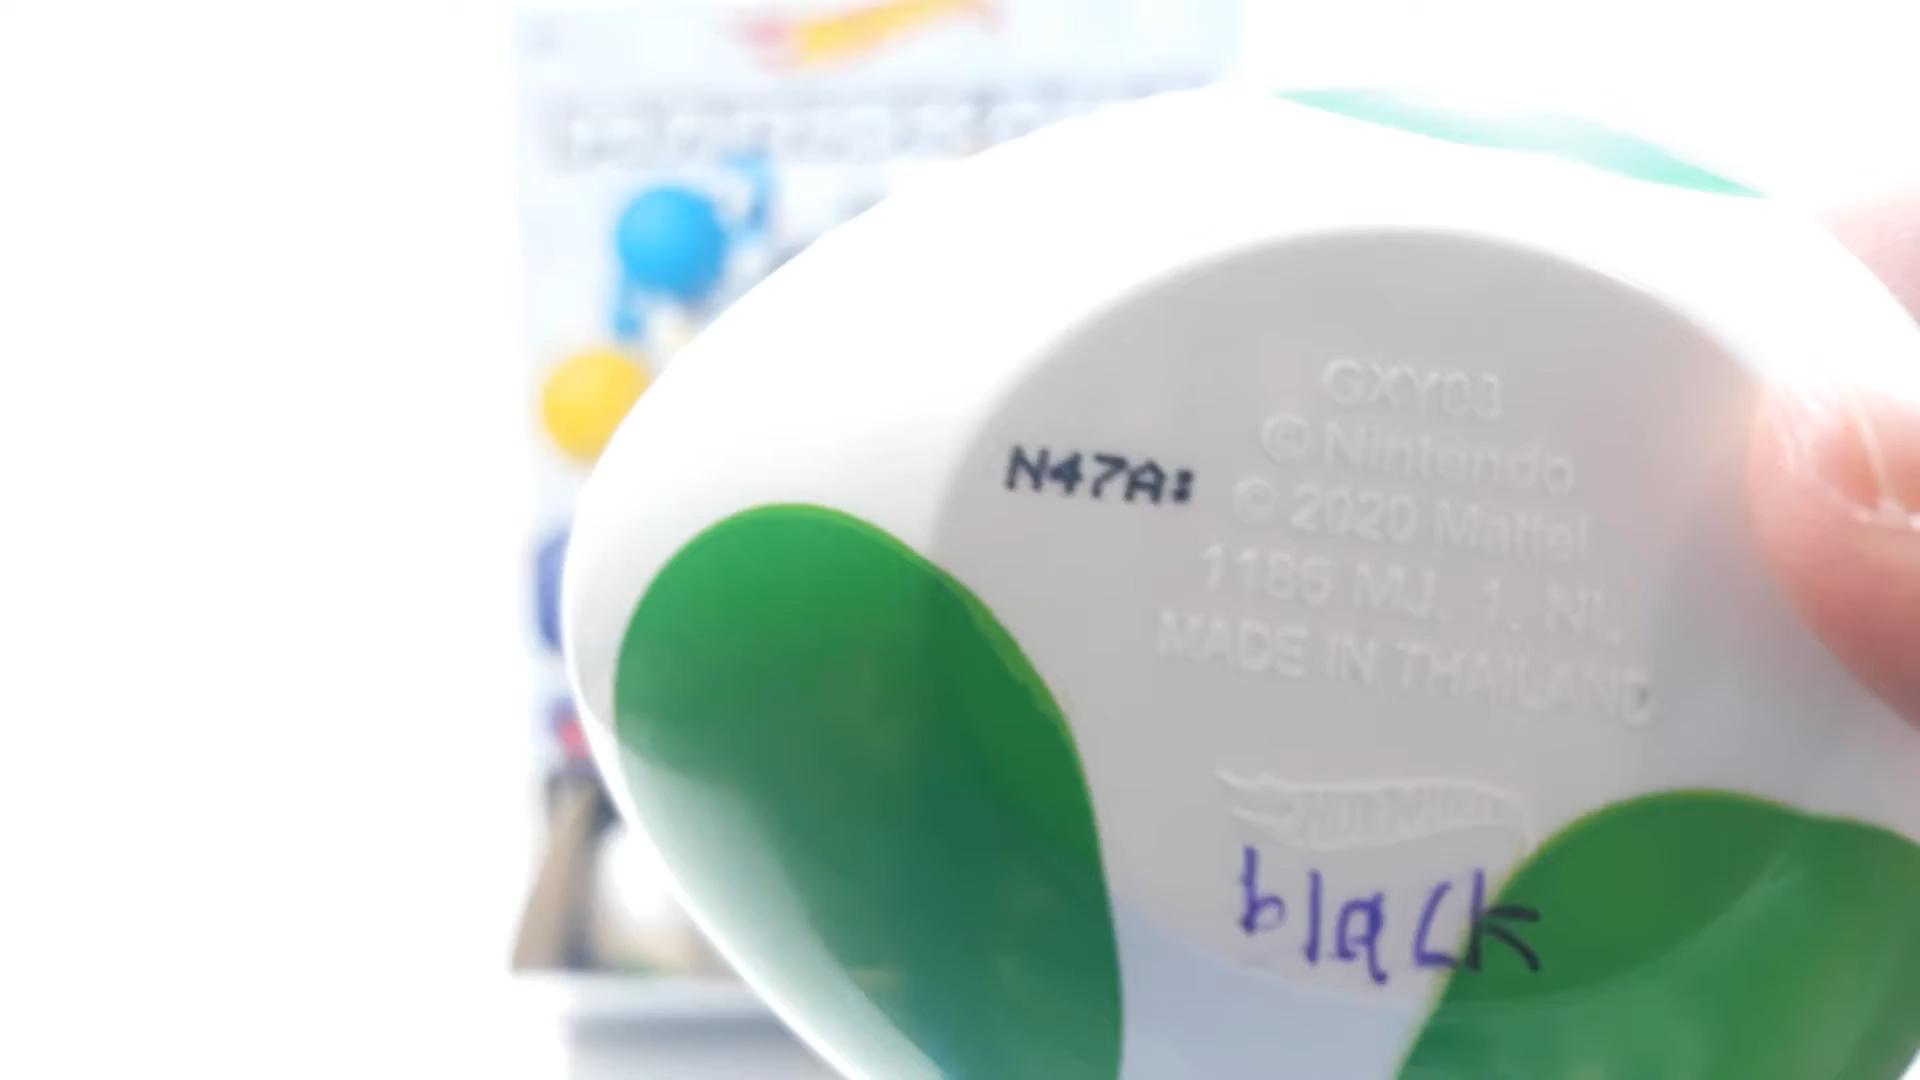 GXY03
© Nintendo
N47A:
© 2020 Mattel
1186 MJ, 1, NL
MADE IN THAILAND
black